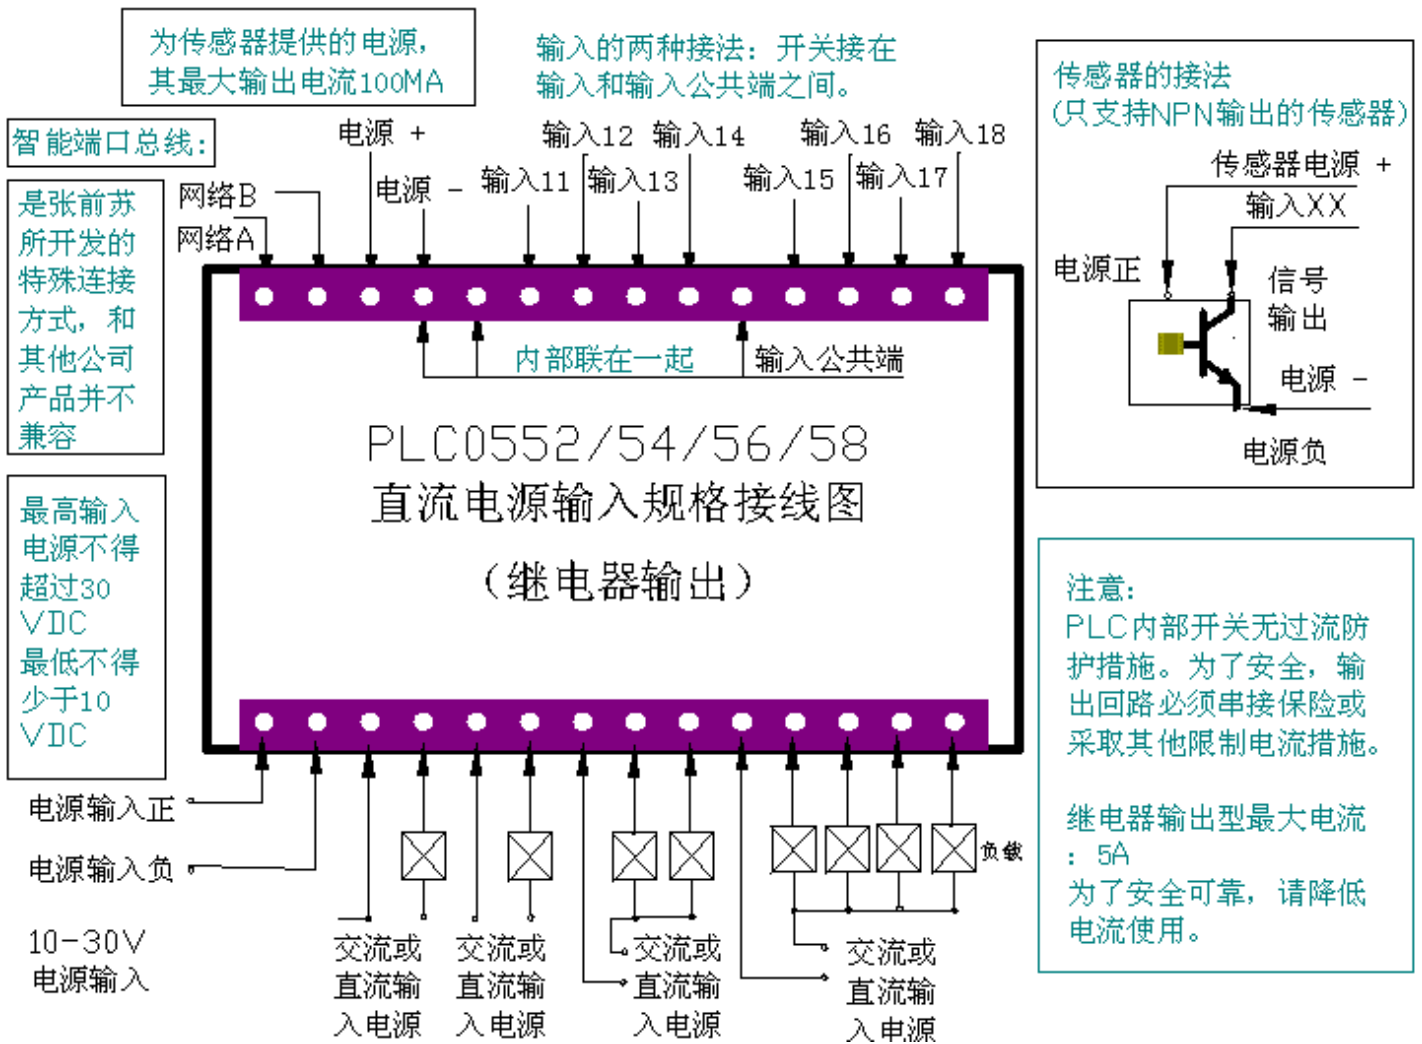 为传感器提供的电源，
其最大输出电流100MA
输入的两种接法：开关接在
输入和输入公共端之间。
传感器的接法
(只支持NPN输出的传感器)
智能端口总线：
电源 +
输入12
输入14
输入16
输入18
网络B
电源 -
输入11
输入13
输入15
输入17
网络A
传感器电源 +
输入XX
电源正
信号
输出
电源 -
电源负
是张前苏
所开发的
特殊连接
方式，和
其他公司
产品并不
兼容
内部联在一起
输入公共端
PLC0552/54/56/58
直流电源输入规格接线图
（继电器输出）
最高输入
电源不得
超过30
VDC
最低不得
少于10
VDC
注意：
PLC内部开关无过流防
护措施。为了安全，输
出回路必须串接保险或
采取其他限制电流措施。
继电器输出型最大电流
：5A
为了安全可靠，请降低
电流使用。
电源输入正
电源输入负
10-30V
电源输入
负载
交流或
直流输
入电源
交流或
直流输
入电源
交流或
直流输
入电源
交流或
直流输
入电源